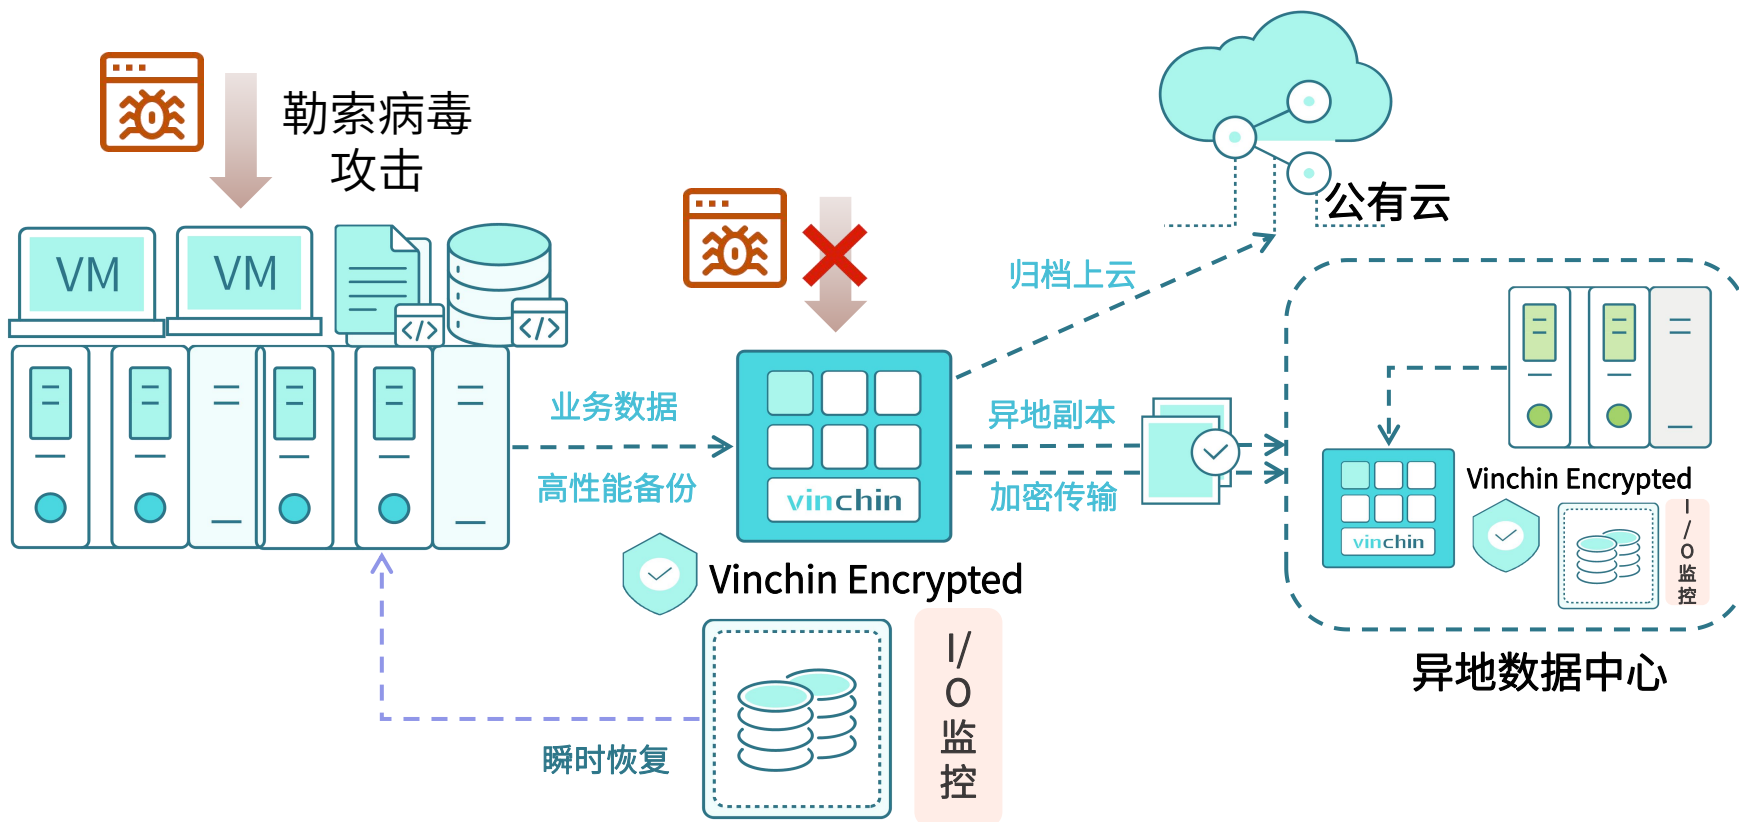 勒索病毒
攻击
VM
VM
</>
</>
业务数据
高性能备份
vinchin
Vinchin Encrypted
I/
O
监
控
瞬时恢复
归档上云
公有云
异地副本
加密传输
vinchin
Vinchin Encrypted
I
/
O
监
控
异地数据中心